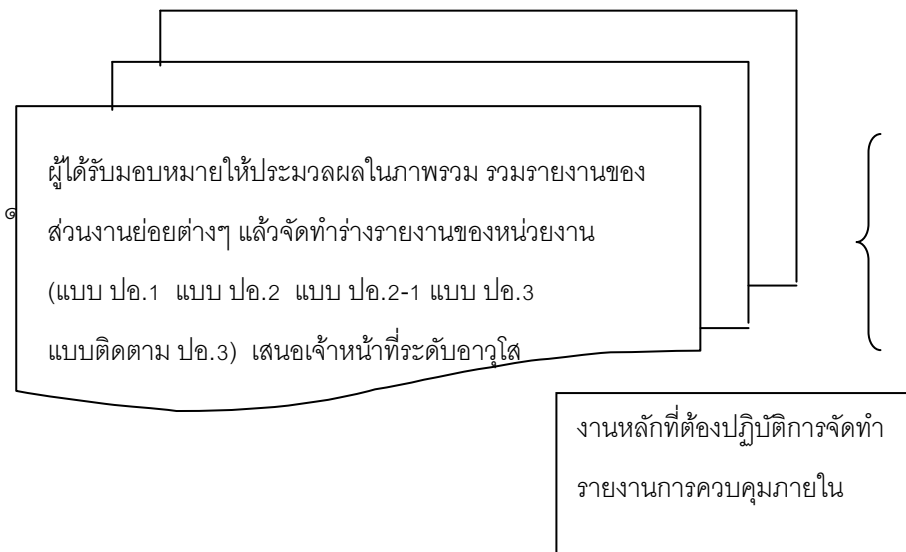 ผู้ได้รับมอบหมายให้ประมวลผลในภาพรวม รวมรายงานของ
ส่วนงานย่อยต่างๆ แล้วจัดทำร่างรายงานของหน่วยงาน
(แบบ ปอ.1 แบบ ปอ.2 แบบ ปอ.2-1 แบบ ปอ.3
แบบติดตาม ปอ.3) เสนอเจ้าหน้าที่ระดับอาวุโส
งานหลักที่ต้องปฏิบัติการจัดทำ
รายงานการควบคุมภายใน